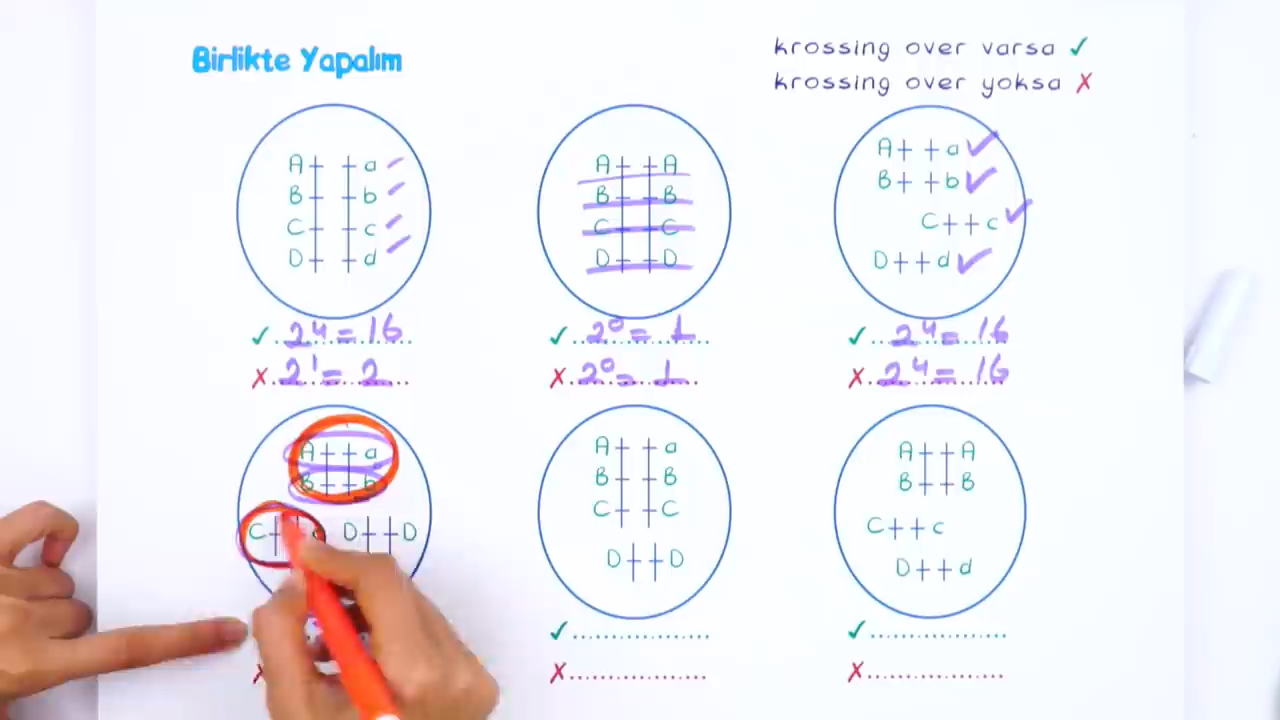 Birlikte Yapalım
krossing over varsa ✓
krossing over yoksa ✗
A a
B b
C c
D d
✓ 2⁴ = 16
✗ 2¹ = 2
A A
B B
C C
D D
✓ 2⁰ = 1
✗ 2⁰ = 1
A a ✓
B b ✓
C c ✓
D d ✓
✓ 2⁴ = 16
✗ 2⁴ = 16
A a
B b
C D D
✗
A a
B B
C C
D D
✓
✗
A A
B B
C c
D d
✓
✗